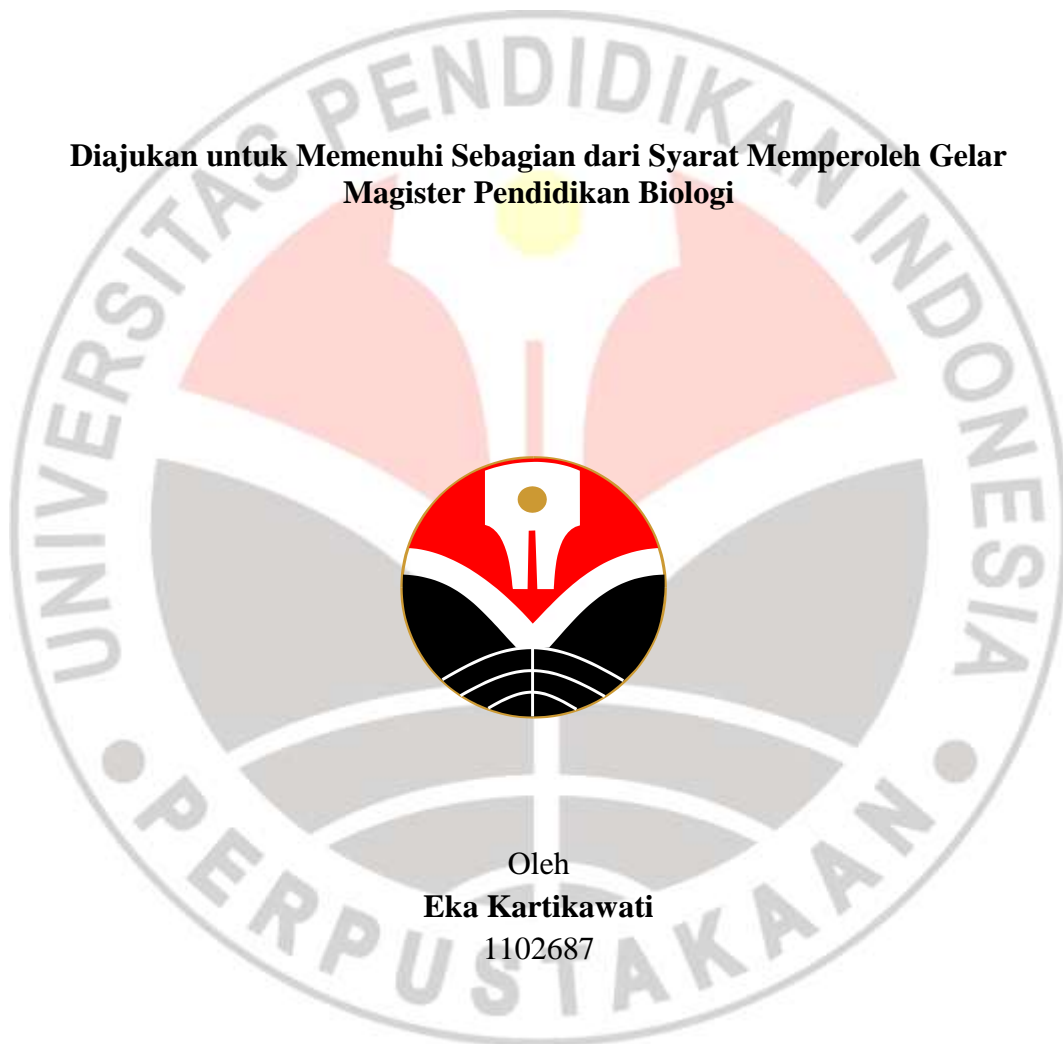 UNIVERSITAS PENDIDIKAN INDONESIA
Diajukan untuk Memenuhi Sebagian dari Syarat Memperoleh Gelar
Magister Pendidikan Biologi
Oleh
Eka Kartikawati
1102687
PERPUSTAKAAN